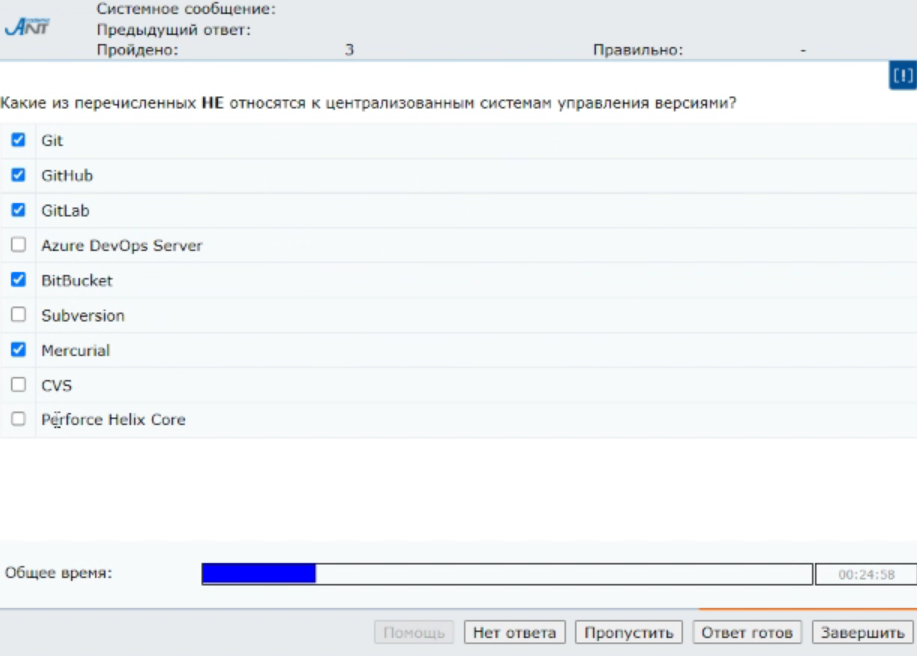 Academic
ANT
Системное сообщение:
Предыдущий ответ:
Пройдено: 3 Правильно: -
[!]
Какие из перечисленных НЕ относятся к централизованным системам управления версиями?
Git
GitHub
GitLab
Azure DevOps Server
BitBucket
Subversion
Mercurial
CVS
Perforce Helix Core
Общее время: 00:24:58
Помощь Нет ответа Пропустить Ответ готов Завершить